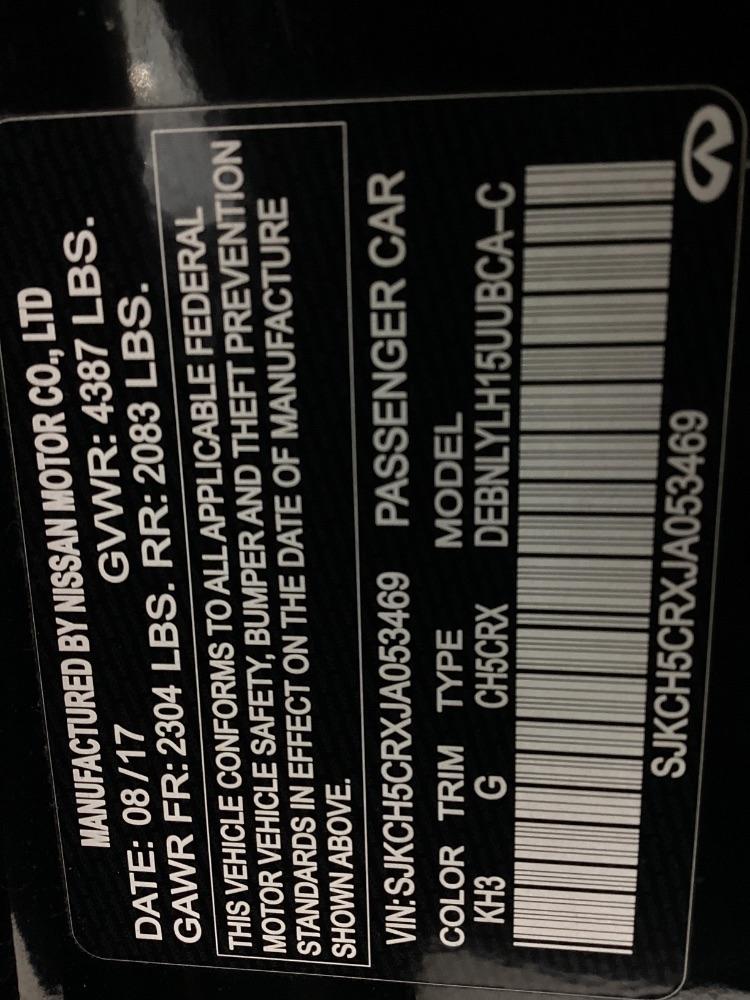 MANUFACTURED BY NISSAN MOTOR CO., LTD
DATE: 08/17 GVWR: 4387 LBS.
GAWR FR: 2304 LBS. RR: 2083 LBS.
THIS VEHICLE CONFORMS TO ALL APPLICABLE FEDERAL
MOTOR VEHICLE SAFETY, BUMPER AND THEFT PREVENTION
STANDARDS IN EFFECT ON THE DATE OF MANUFACTURE
SHOWN ABOVE.
VIN: SJKCH5CRXJA053469 PASSENGER CAR
COLOR TRIM TYPE MODEL
KH3 G CH5CRX DEBNLYLH15UUBCA-C
SJKCH5CRXJA053469